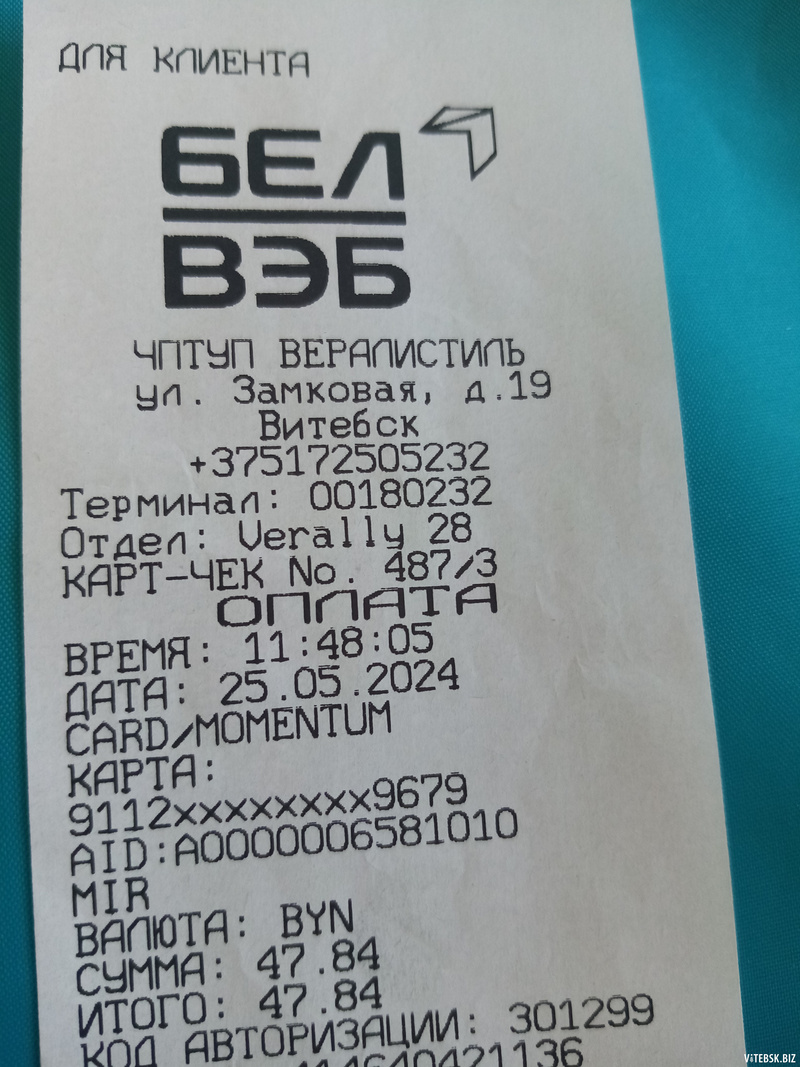 ДЛЯ КЛИЕНТА
БЕЛ
ВЭБ
ЧПТУП ВЕРАЛИСТИЛЬ
ул. Замковая, д.19
Витебск
+375172505232
Терминал: 00180232
Отдел: Verally 28
КАРТ-ЧЕК No. 487/3
ОПЛАТА
ВРЕМЯ: 11:48:05
ДАТА: 25.05.2024
CARD/MOMENTUM
КАРТА:
9112xxxxxxxx9679
AID:A0000006581010
MIR
ВАЛЮТА: BYN
СУММА: 47.84
ИТОГО: 47.84
КОД АВТОРИЗАЦИИ: 301299
ViTEBSK.BIZ